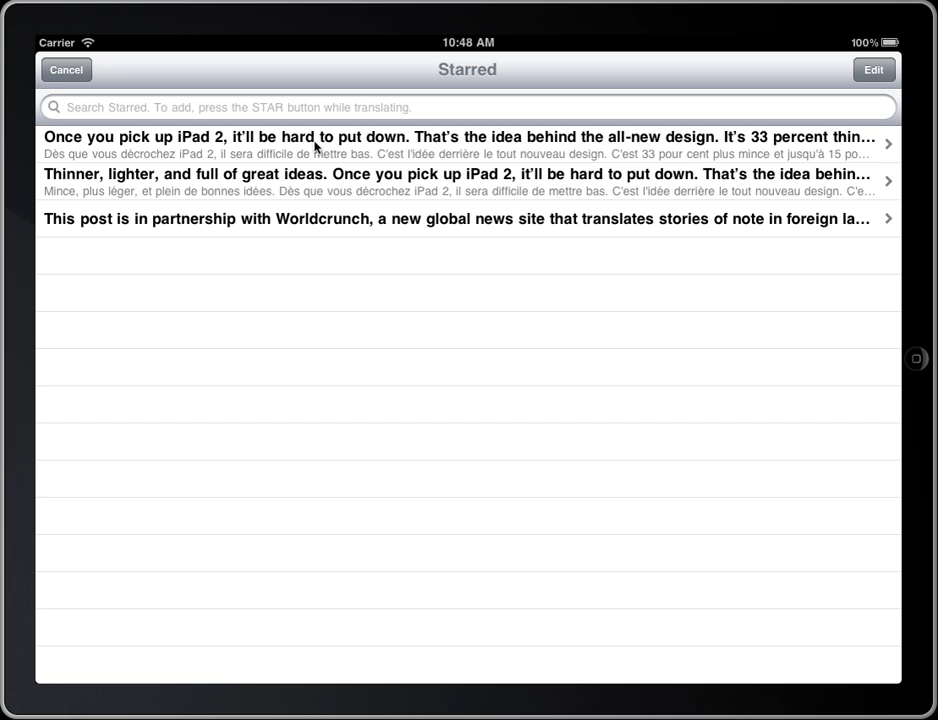 Carrier 10:48 AM 100%
Cancel Starred Edit
Search Starred. To add, press the STAR button while translating.
Once you pick up iPad 2, it’ll be hard to put down. That’s the idea behind the all-new design. It’s 33 percent thin...
Dès que vous décrochez iPad 2, il sera difficile de mettre bas. C'est l'idée derrière le tout nouveau design. C'est 33 pour cent plus mince et jusqu'à 15 po...
Thinner, lighter, and full of great ideas. Once you pick up iPad 2, it’ll be hard to put down. That’s the idea behin...
Mince, plus léger, et plein de bonnes idées. Dès que vous décrochez iPad 2, il sera difficile de mettre bas. C'est l'idée derrière le tout nouveau design. C'e...
This post is in partnership with Worldcrunch, a new global news site that translates stories of note in foreign la...